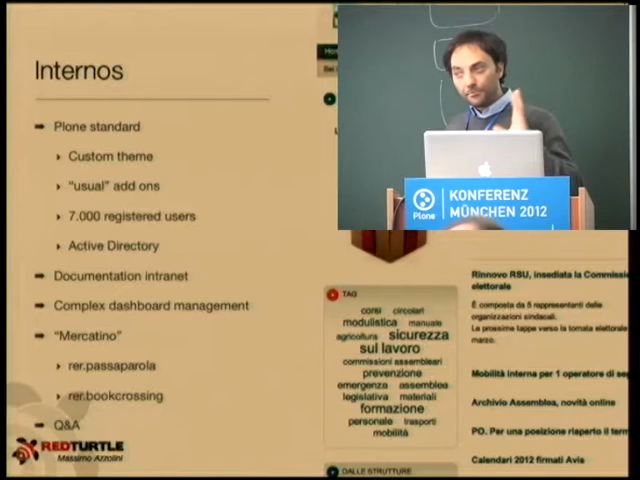 Internos
Plone standard
Custom theme
"usual" add ons
7.000 registered users
Active Directory
Documentation intranet
Complex dashboard management
"Mercatino"
rer.passaparola
rer.bookcrossing
Q&A
REDTURTLE
Massimo Azzolini
Plone
KONFERENZ
MÜNCHEN 2012
TAG
corsi circolari
modulistica manuale
agricoltura sicurezza
sul lavoro
commissioni assembleari
prevenzione
emergenza assemblea
legislativa materiali
formazione
personale trasporti
mobilità
DALLE STRUTTURE
Rinnovo RSU, insediata la Commissio
elettorale
È composta da 5 rappresentanti delle
organizzazioni sindacali.
Le prossime tappe verso la tornata elettorale
marzo.
Mobilità interna per 1 operatore di se
Archivio Assemblea, novità online
PO. Per una posizione riaperto il term
Calendari 2012 firmati Avis